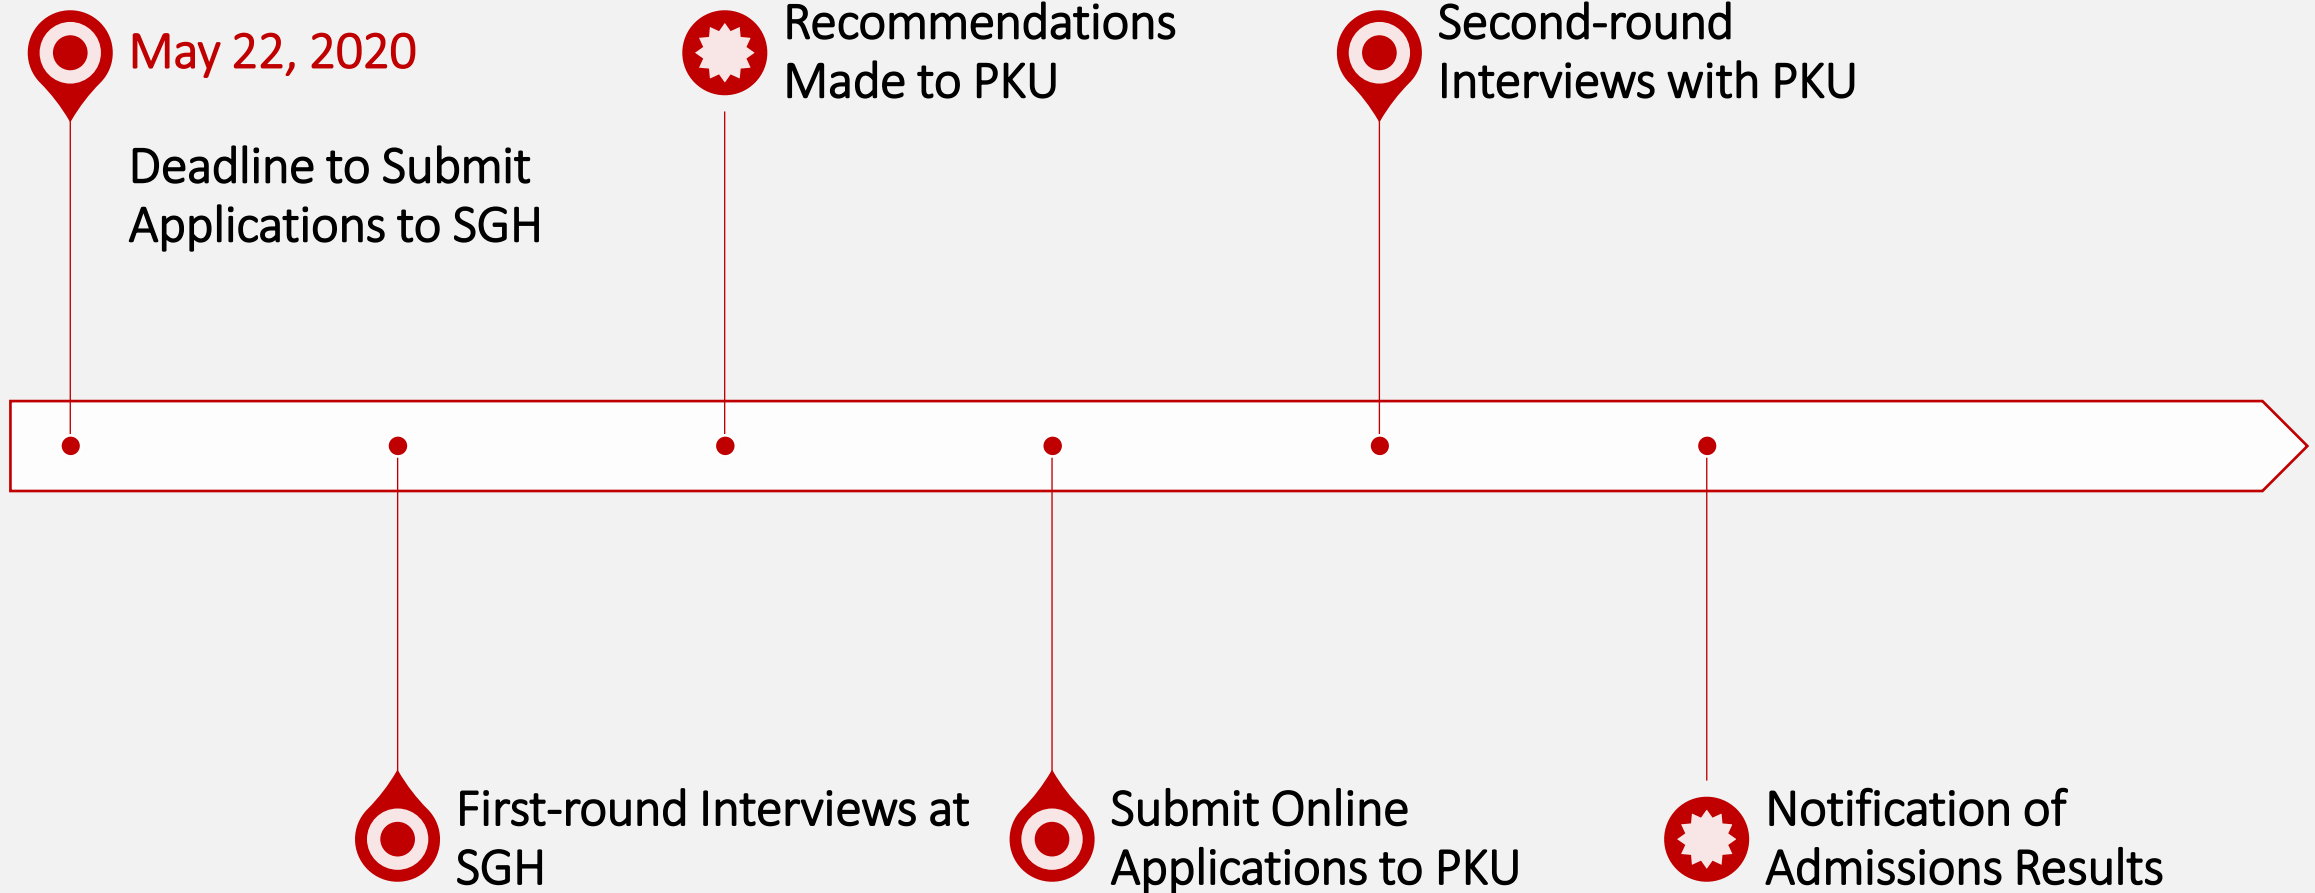 May 22, 2020
Deadline to Submit
Applications to SGH
First-round Interviews at
SGH
Recommendations
Made to PKU
Submit Online
Applications to PKU
Second-round
Interviews with PKU
Notification of
Admissions Results